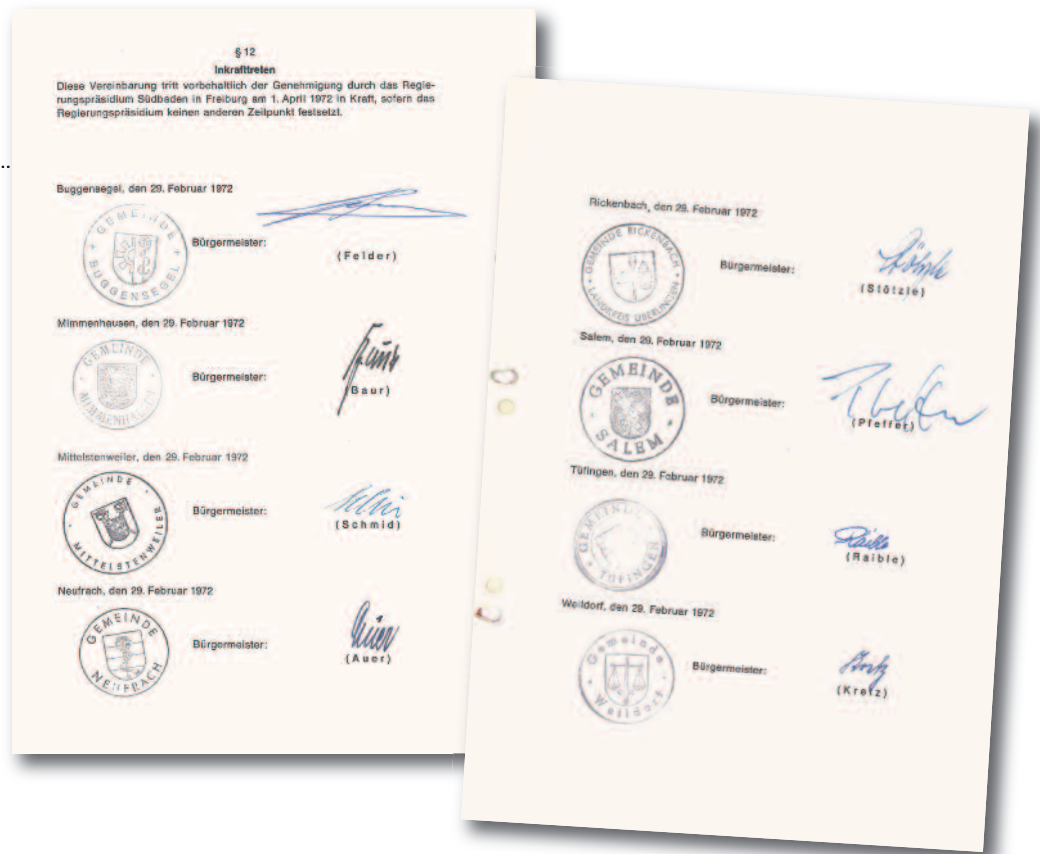 § 12
Inkrafttreten
Diese Vereinbarung tritt vorbehaltlich der Genehmigung durch das Regie-
rungspräsidium Südbaden in Freiburg am 1. April 1972 in Kraft, sofern das
Regierungspräsidium keinen anderen Zeitpunkt festsetzt.
..
Buggensegel, den 29. Februar 1972
GEMEINDE
BUGGENSEGEL
Bürgermeister:
(Felder)
Mimmenhausen, den 29. Februar 1972
GEMEINDE
MIMMENHAUSEN
Bürgermeister:
(Baur)
Mittelstenweiler, den 29. Februar 1972
GEMEINDE
MITTELSTENWEILER
Bürgermeister:
(Schmid)
Neufrach, den 29. Februar 1972
GEMEINDE
NEUFRACH
Bürgermeister:
(Auer)
Rickenbach, den 29. Februar 1972
GEMEINDE RICKENBACH
LANDKREIS ÜBERLINGEN
Bürgermeister:
(Stötzle)
Salem, den 29. Februar 1972
GEMEINDE
SALEM
Bürgermeister:
(Pfeffer)
Tüfingen, den 29. Februar 1972
GEMEINDE
TÜFINGEN
Bürgermeister:
Raible
(Raible)
Weildorf, den 29. Februar 1972
Gemeinde
Weildorf
Bürgermeister:
(Kretz)